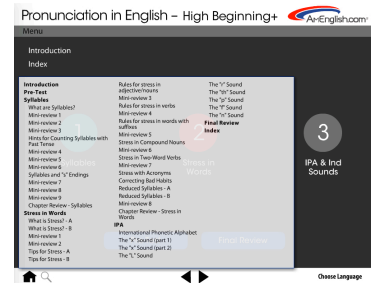 Pronunciation in English – High Beginning+
AmEnglish.com
Menu
Introduction
Index
Introduction
Pre-Test
Syllables
What are Syllables?
Mini-review 1
Mini-review 2
Mini-review 3
Hints for Counting Syllables with
Past Tense
Mini-review 4
Mini-review 5
Mini-review 6
Syllables and "s" Endings
Mini-review 7
Mini-review 8
Mini-review 9
Chapter Review - Syllables
Stress in Words
What is Stress? - A
What is Stress? - B
Mini-review 1
Mini-review 2
Tips for Stress - A
Tips for Stress - B
Rules for stress in
adjective/nouns
Mini-review 3
Rules for stress in verbs
Mini-review 4
Rules for stress in words with
suffixes
Mini-review 5
Stress in Compound Nouns
Mini-review 6
Stress in Two-Word Verbs
Mini-review 7
Stress with Acronyms
Correcting Bad Habits
Reduced Syllables - A
Reduced Syllables - B
Mini-review 8
Chapter Review - Stress in
Words
IPA
International Phonetic Alphabet
The "x" Sound (part 1)
The "x" Sound (part 2)
The "L" Sound
The "r" Sound
The "th" Sound
The "p" Sound
The "f" Sound
The "n" Sound
Final Review
Index
1
Syllables
2
Stress in
Words
3
IPA & Ind
Sounds
Final Review
Choose Language